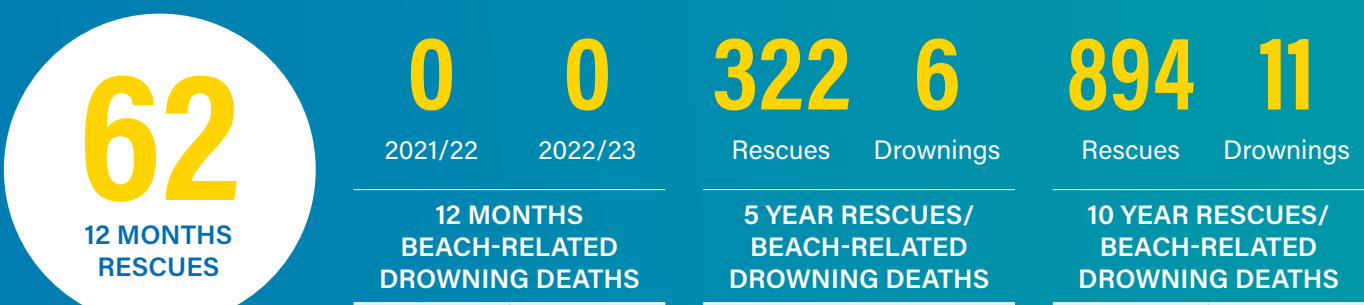 62
12 MONTHS
RESCUES
0 0
2021/22 2022/23
12 MONTHS
BEACH-RELATED
DROWNING DEATHS
322 6
Rescues Drownings
5 YEAR RESCUES/
BEACH-RELATED
DROWNING DEATHS
894 11
Rescues Drownings
10 YEAR RESCUES/
BEACH-RELATED
DROWNING DEATHS